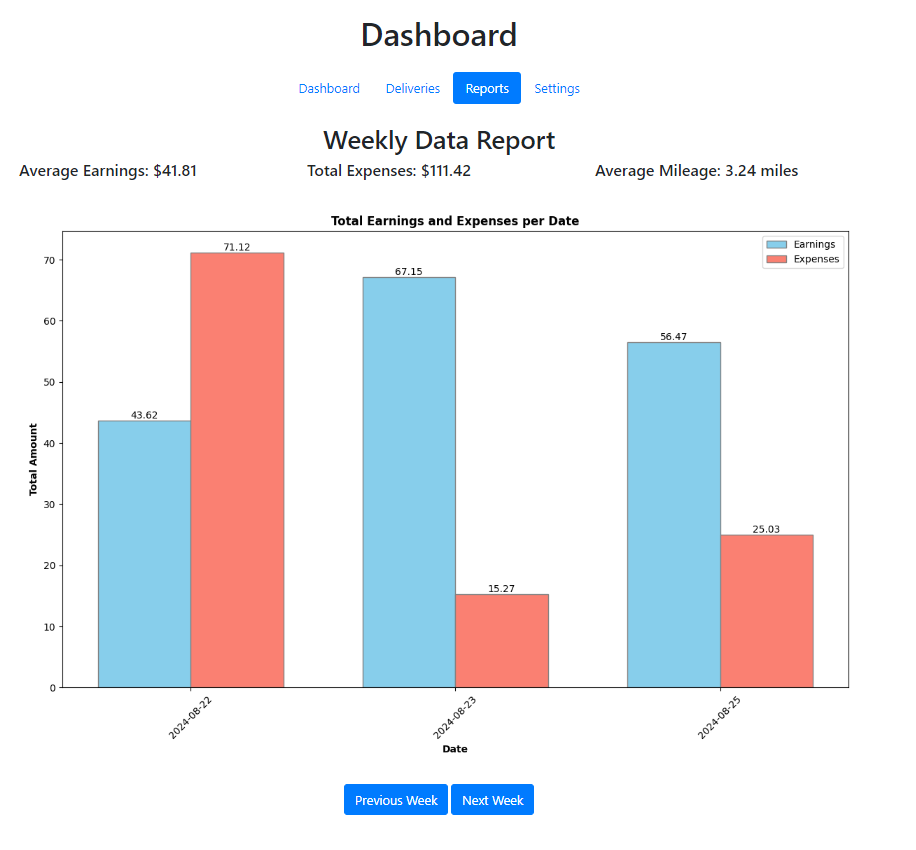 Dashboard
Dashboard Deliveries Reports Settings
Weekly Data Report
Average Earnings: $41.81 Total Expenses: $111.42 Average Mileage: 3.24 miles
Total Earnings and Expenses per Date
Earnings
Expenses
71.12
67.15
56.47
43.62
25.03
15.27
70
60
50
40
30
20
10
0
Total Amount
2024-08-22 2024-08-23 2024-08-25
Date
Previous Week Next Week